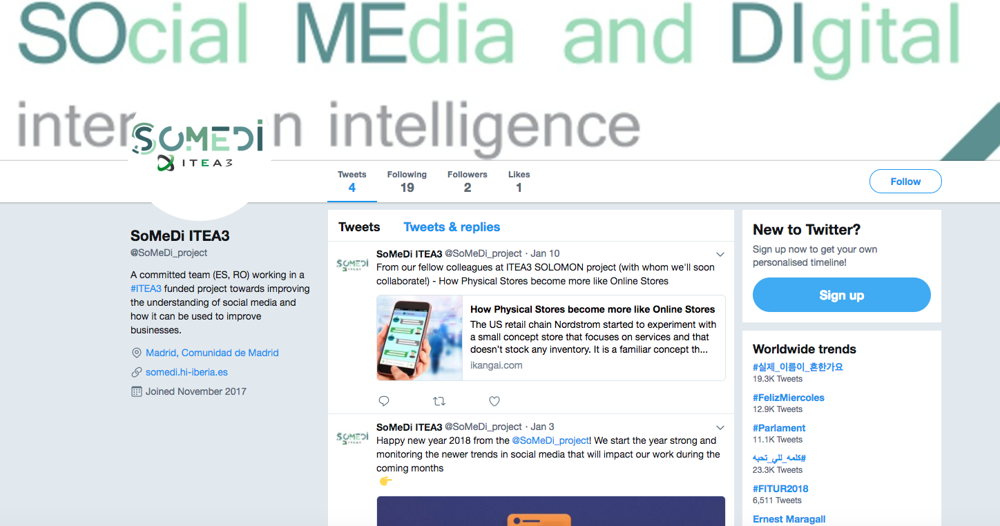 SOcial MEdia and DIgital
inter n intelligence
SOMEDI
ITEA3
Tweets Following Followers Likes
4 19 2 1
Follow
SoMeDi ITEA3
@SoMeDi_project
A committed team (ES, RO) working in a
#ITEA3 funded project towards improving
the understanding of social media and
how it can be used to improve
businesses.
Madrid, Comunidad de Madrid
somedi.hi-iberia.es
Joined November 2017
Tweets Tweets & replies
SoMeDi ITEA3 @SoMeDi_project · Jan 10
From our fellow colleagues at ITEA3 SOLOMON project (with whom we'll soon
collaborate!) - How Physical Stores become more like Online Stores
SOMEDI
ITEA3
How Physical Stores become more like Online Stores
The US retail chain Nordstrom started to experiment with
a small concept store that focuses on services and that
doesn't stock any inventory. It is a familiar concept th...
ikangai.com
SoMeDi ITEA3 @SoMeDi_project · Jan 3
Happy new year 2018 from the @SoMeDi_project! We start the year strong and
monitoring the newer trends in social media that will impact our work during the
coming months
👉
SOMEDI
ITEA3
New to Twitter?
Sign up now to get your own
personalised timeline!
Sign up
Worldwide trends
#실제_이름이_흔한가요
19.3K Tweets
#FelizMiercoles
12.9K Tweets
#Parlament
11.1K Tweets
#كلمه_للي_تحبه
23.3K Tweets
#FITUR2018
6,511 Tweets
Ernest Maragall